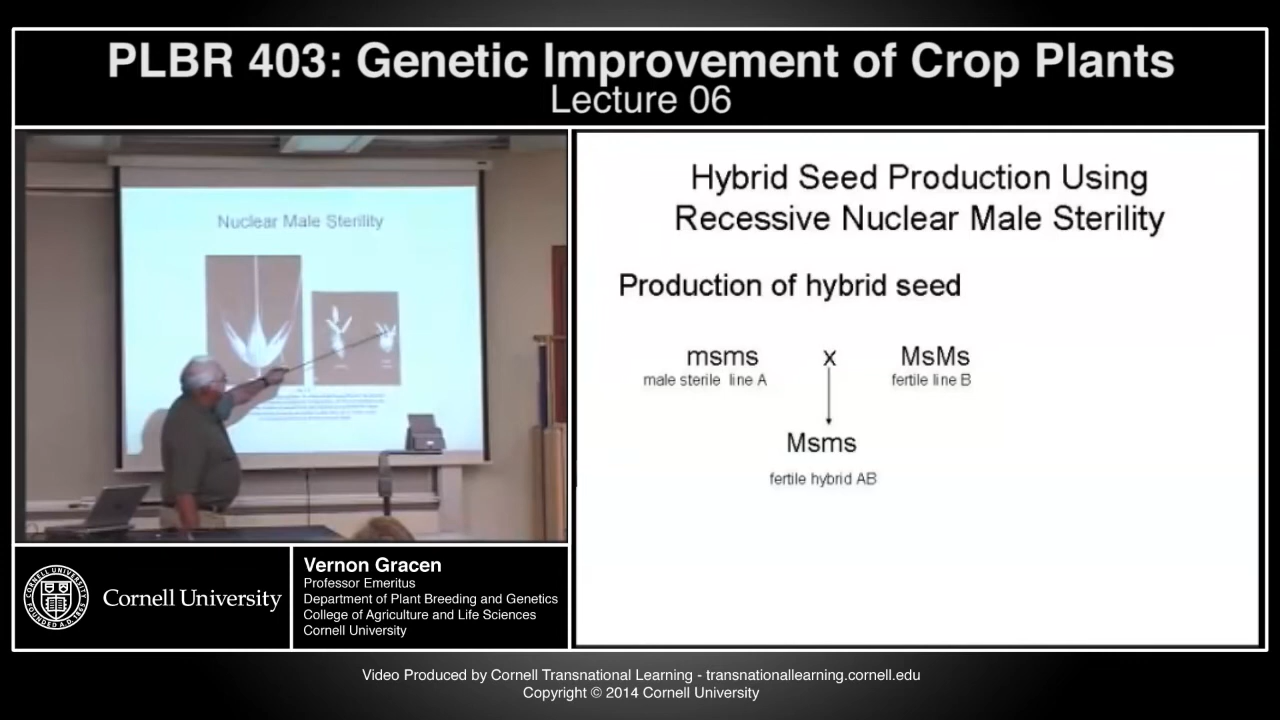 PLBR 403: Genetic Improvement of Crop Plants
Lecture 06
Nuclear Male Sterility
Hybrid Seed Production Using
Recessive Nuclear Male Sterility
Production of hybrid seed
msms x MsMs
male sterile line A fertile line B
Msms
fertile hybrid AB
Cornell University
Vernon Gracen
Professor Emeritus
Department of Plant Breeding and Genetics
College of Agriculture and Life Sciences
Cornell University
Video Produced by Cornell Transnational Learning - transnationallearning.cornell.edu
Copyright © 2014 Cornell University